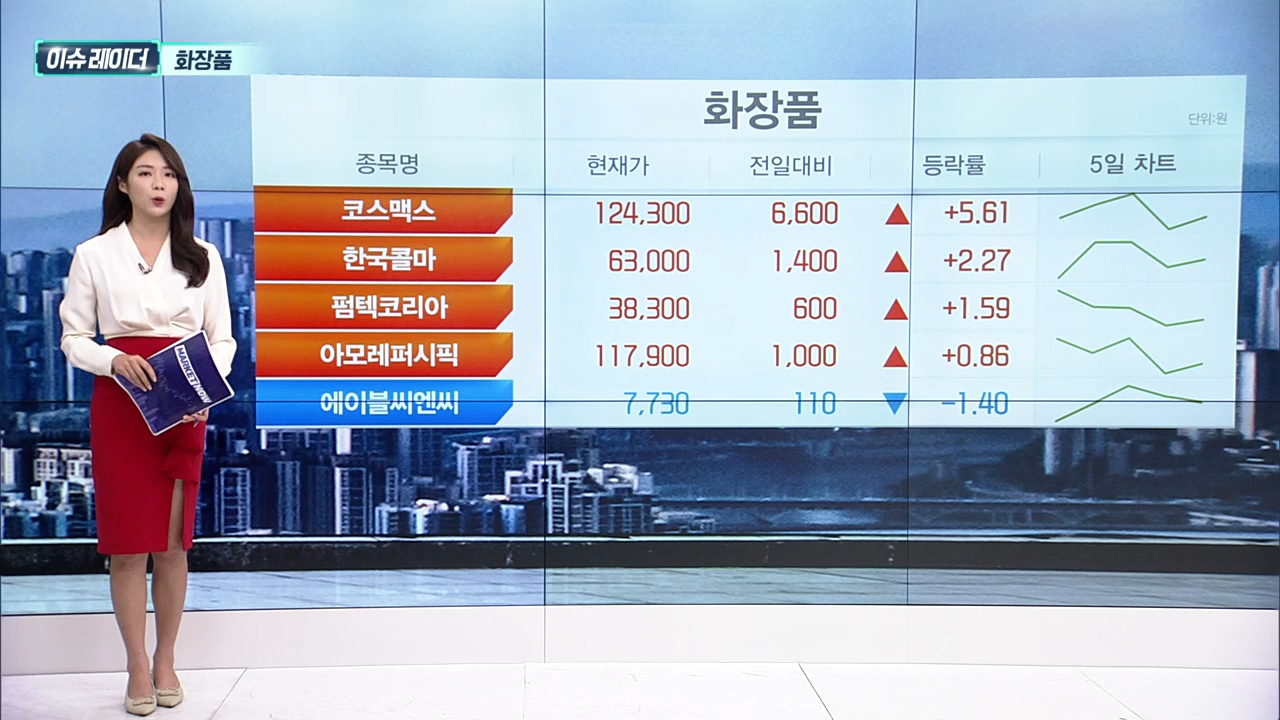 이슈레이더 화장품
화장품
단위:원
종목명 현재가 전일대비 등락률 5일 차트
코스맥스 124,300 6,600 ▲ +5.61
한국콜마 63,000 1,400 ▲ +2.27
펌텍코리아 38,300 600 ▲ +1.59
아모레퍼시픽 117,900 1,000 ▲ +0.86
에이블씨엔씨 7,730 110 ▼ -1.40
MARKET NOW